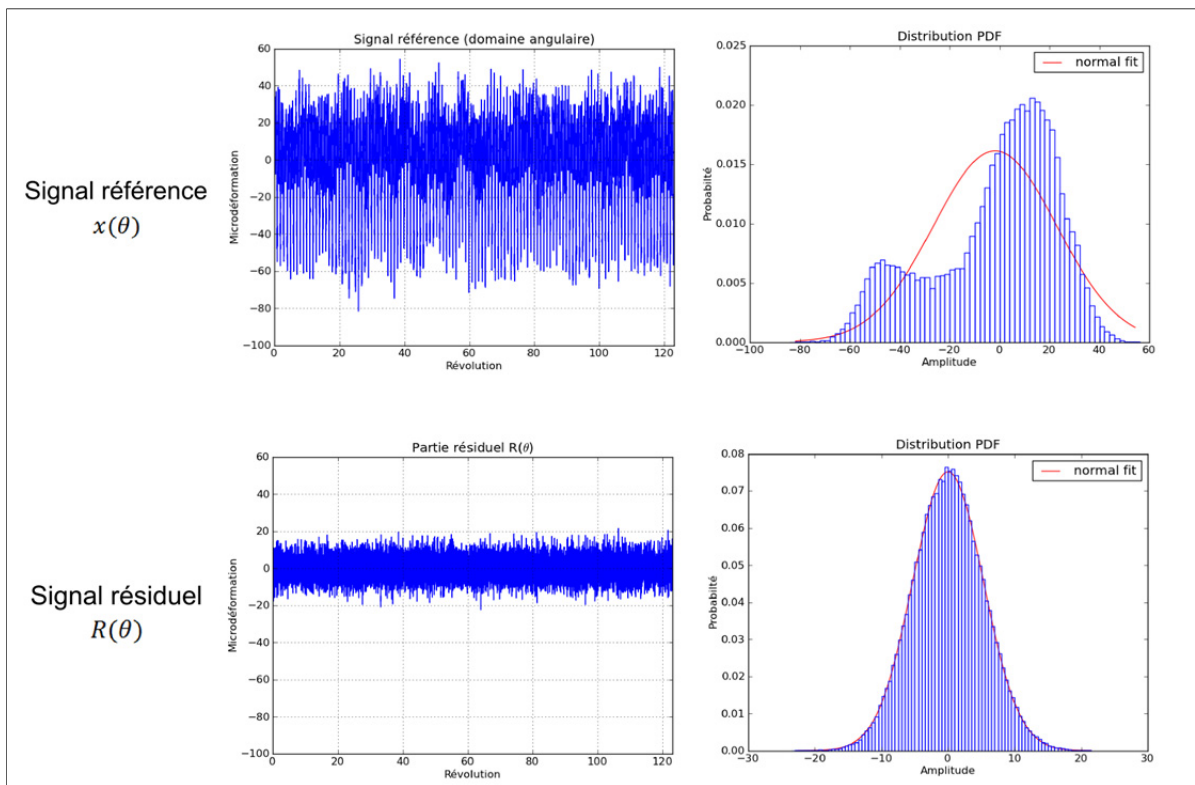 Signal référence
x(θ)
Signal référence (domaine angulaire)
Microdéformation
60
40
20
0
−20
−40
−60
−80
−100
0 20 40 60 80 100 120
Révolution
Distribution PDF
normal fit
Probabilté
0.025
0.020
0.015
0.010
0.005
0.000
−100 −80 −60 −40 −20 0 20 40 60
Amplitude
Signal résiduel
R(θ)
Partie résiduel R(θ)
Microdéformation
60
40
20
0
−20
−40
−60
−80
−100
0 20 40 60 80 100 120
Révolution
Distribution PDF
normal fit
Probabilté
0.08
0.07
0.06
0.05
0.04
0.03
0.02
0.01
0.00
−30 −20 −10 0 10 20 30
Amplitude